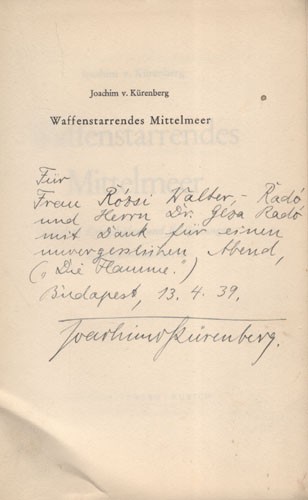 Joachim v. Kürenberg
Waffenstarrendes Mittelmeer
Für
Frau Rózsi Walter,- Radó
und Herrn Dr. Géza Radó
mit Dank für einen
unvergesslichen Abend,
(„Die Flamme.")
Budapest, 13. 4. 39.
Joachim v. Kürenberg.